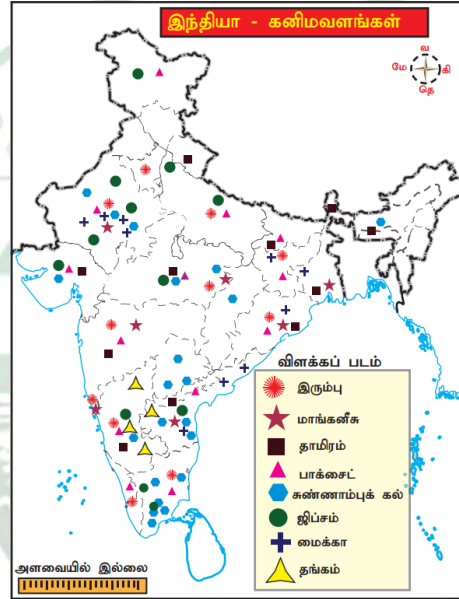 இந்தியா - கனிமவளங்கள்
வ
மே
கி
தெ
விளக்கப் படம்
இரும்பு
மாங்கனீசு
தாமிரம்
பாக்சைட்
சுண்ணாம்புக் கல்
ஜிப்சம்
மைக்கா
தங்கம்
அளவையில் இல்லை